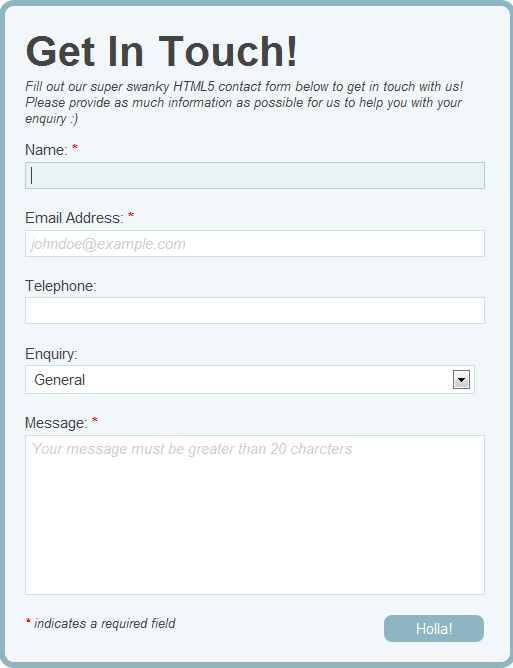 Get In Touch!
Fill out our super swanky HTML5 contact form below to get in touch with us!
Please provide as much information as possible for us to help you with your
enquiry :)
Name: *
Email Address: *
johndoe@example.com
Telephone:
Enquiry:
General
Message: *
Your message must be greater than 20 charcters
* indicates a required field
Holla!